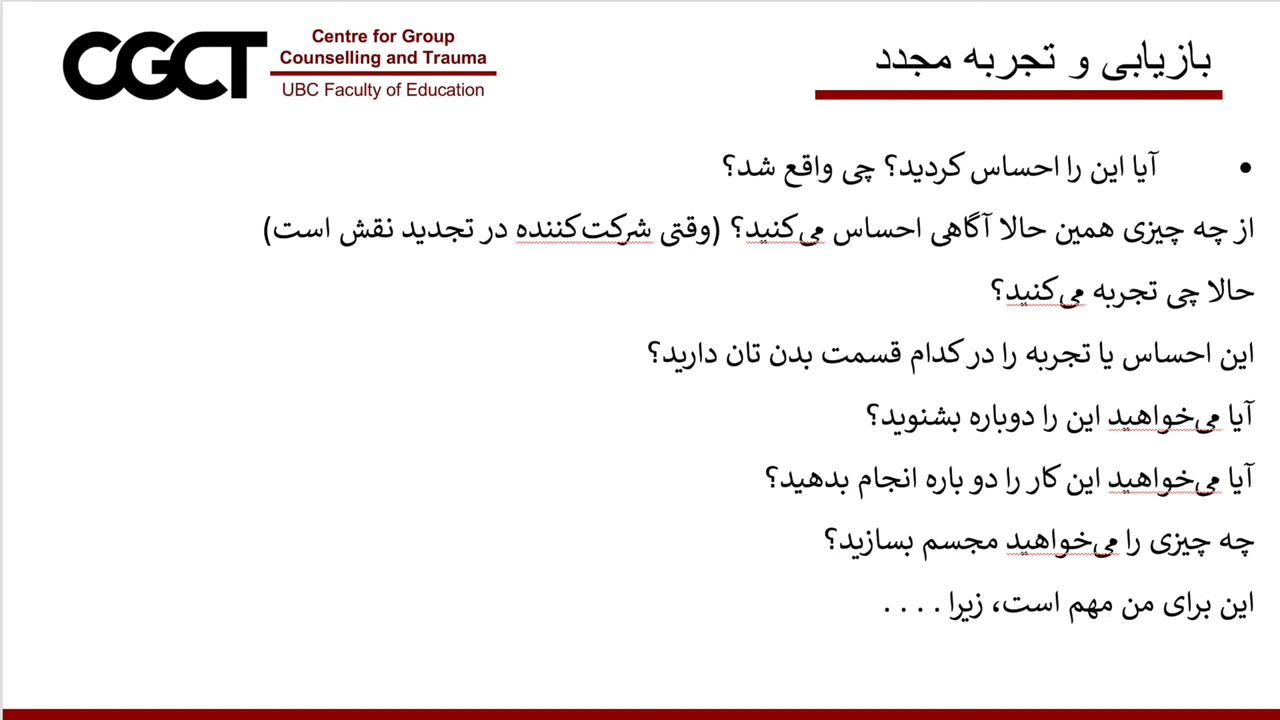 CGCT
Centre for Group
Counselling and Trauma
UBC Faculty of Education
بازیابی و تجربه مجدد
• آیا این را احساس کردید؟ چی واقع شد؟
از چه چیزی همین حالا آگاهی احساس می‌کنید؟ (وقتی شرکت‌کننده در تجدید نقش است)
حالا چی تجربه می‌کنید؟
این احساس یا تجربه را در کدام قسمت بدن تان دارید؟
آیا می‌خواهید این را دوباره بشنوید؟
آیا می‌خواهید این کار را دو باره انجام بدهید؟
چه چیزی را می‌خواهید مجسم بسازید؟
این برای من مهم است، زیرا . . . .